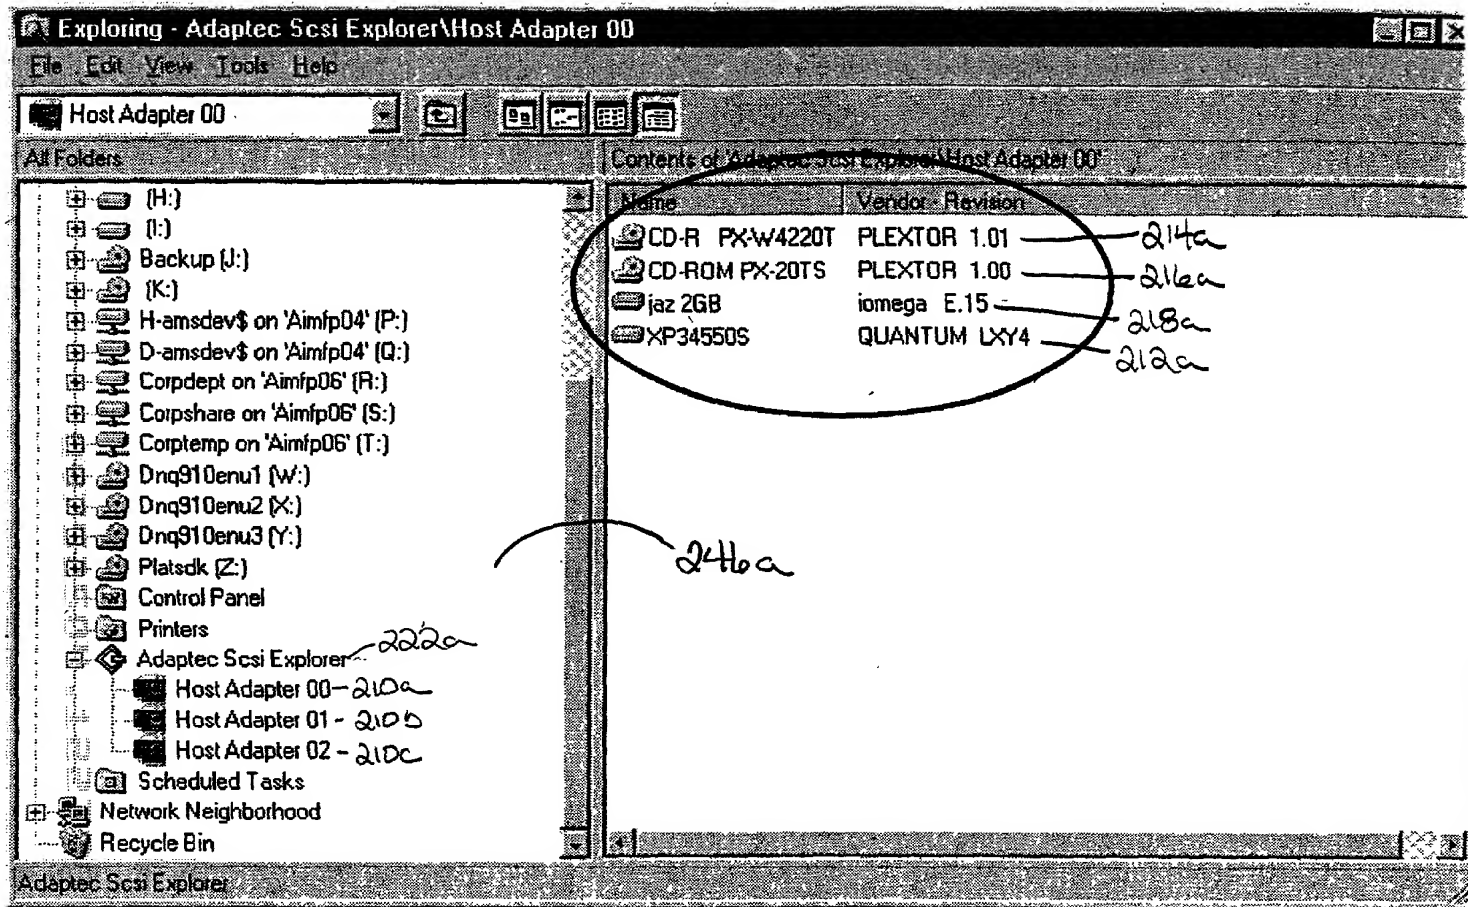 Exploring - Adaptec Scsi Explorer\Host Adapter 00
File Edit View Tools Help
Host Adapter 00
All Folders
Contents of 'Adaptec Scsi Explorer\Host Adapter 00'
(H:)
(I:)
Backup (J:)
(K:)
H-amsdev$ on 'Aimfp04' (P:)
D-amsdev$ on 'Aimfp04' (Q:)
Corpdept on 'Aimfp06' (R:)
Corpshare on 'Aimfp06' (S:)
Corptemp on 'Aimfp06' (T:)
Dnq910enu1 (W:)
Dnq910enu2 (X:)
Dnq910enu3 (Y:)
Platsdk (Z:)
Control Panel
Printers
Adaptec Scsi Explorer 222a
Host Adapter 00 - 210a
Host Adapter 01 - 210b
Host Adapter 02 - 210c
Scheduled Tasks
Network Neighborhood
Recycle Bin
Name Vendor - Revision
CD-R PX-W4220T PLEXTOR 1.01 214a
CD-ROM PX-20TS PLEXTOR 1.00 216a
jaz 2GB iomega E.15 218a
XP34550S QUANTUM LXY4 212a
246a
Adaptec Scsi Explorer